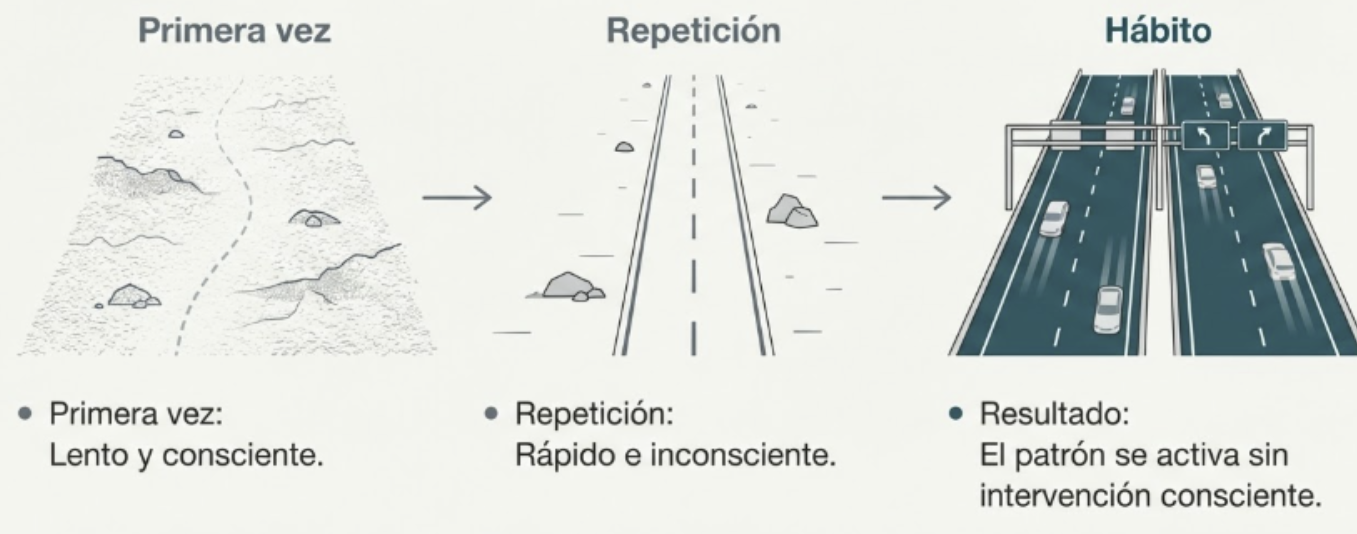 Primera vez
Repetición
Hábito
• Primera vez:
Lento y consciente.
• Repetición:
Rápido e inconsciente.
• Resultado:
El patrón se activa sin
intervención consciente.